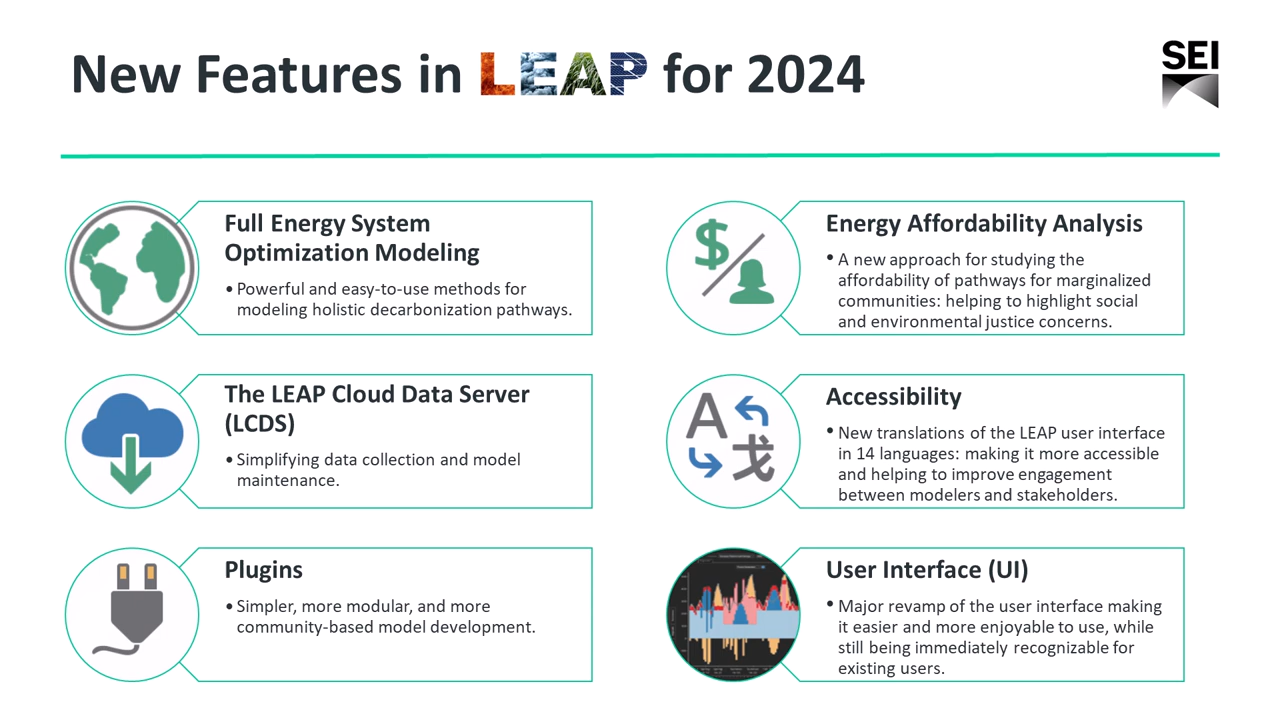 New Features in LEAP for 2024
SEI
Full Energy System
Optimization Modeling
• Powerful and easy-to-use methods for
modeling holistic decarbonization pathways.
The LEAP Cloud Data Server
(LCDS)
• Simplifying data collection and model
maintenance.
Plugins
• Simpler, more modular, and more
community-based model development.
$
Energy Affordability Analysis
• A new approach for studying the
affordability of pathways for marginalized
communities: helping to highlight social
and environmental justice concerns.
A
戈
Accessibility
• New translations of the LEAP user interface
in 14 languages: making it more accessible
and helping to improve engagement
between modelers and stakeholders.
User Interface (UI)
• Major revamp of the user interface making
it easier and more enjoyable to use, while
still being immediately recognizable for
existing users.